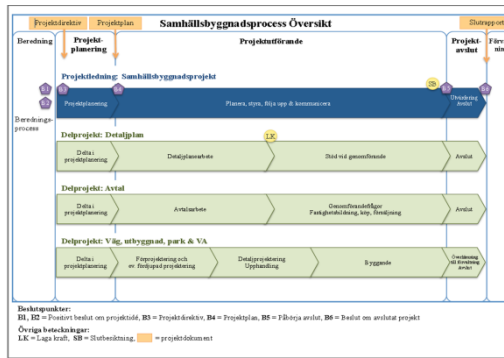 Projektdirektiv
Projektplan
Samhällsbyggnadsprocess Översikt
Slutrapport
Beredning
Projekt-
planering
Projektutförande
Projekt-
avslut
Förv
nin
Projektledning: Samhällsbyggnadsprojekt
SB
B1
B3
B4
B5
B6
B2
Projektplanering
Planera, styra, följa upp & kommunicera
Utvärdering
Avslut
Berednings-
process
Delprojekt: Detaljplan
LK
Delta i
projektplanering
Detaljplanearbete
Stöd vid genomförande
Avslut
Delprojekt: Avtal
Delta i
projektplanering
Avtalsarbete
Genomförandefrågor
Fastighetsbildning, köp, försäljning
Avslut
Delprojekt: Väg, utbyggnad, park & VA
Delta i
projektplanering
Förprojektering och
ev. fördjupad projektering
Detaljprojektering
Upphandling
Byggande
Överlämning
till förvaltning
Avslut
Beslutspunkter:
B1, B2 = Positivt beslut om projektidé, B3 = Projektdirektiv, B4 = Projektplan, B5 = Påbörja avslut, B6 = Beslut om avslutat projekt
Övriga beteckningar:
LK = Laga kraft, SB = Slutbesiktning, = projektdokument